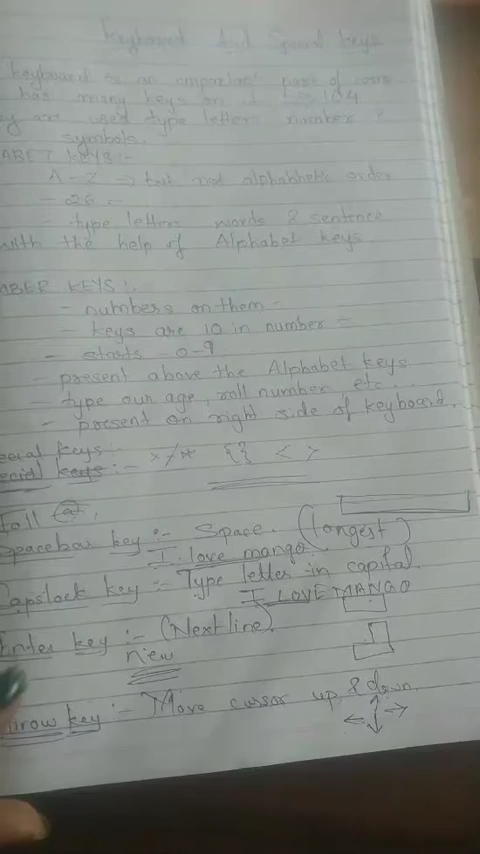 Keyboard And Special Keys
keyboard is an important part of com
has many keys on it => 104
are used type letters number &
symbols.
ABET KEYS:-
A-Z => but not alphabhetic order
- 26 -
- type letters words & sentence
with the help of Alphabet keys
MBER KEYS:-
- numbers on them -
- keys are 10 in number -
- starts 0-9
- present above the Alphabet keys
type our age, roll number etc...
- present on right side of keyboard.
ecial keys
ecial keys:- */* {} < >
Spacebar key:- Space. (longest)
I love mango
Capslock key:- Type letter in capital.
I LOVE MANGO
Enter key:- (Next line).
new
Arrow key:- Move cursor up & down.